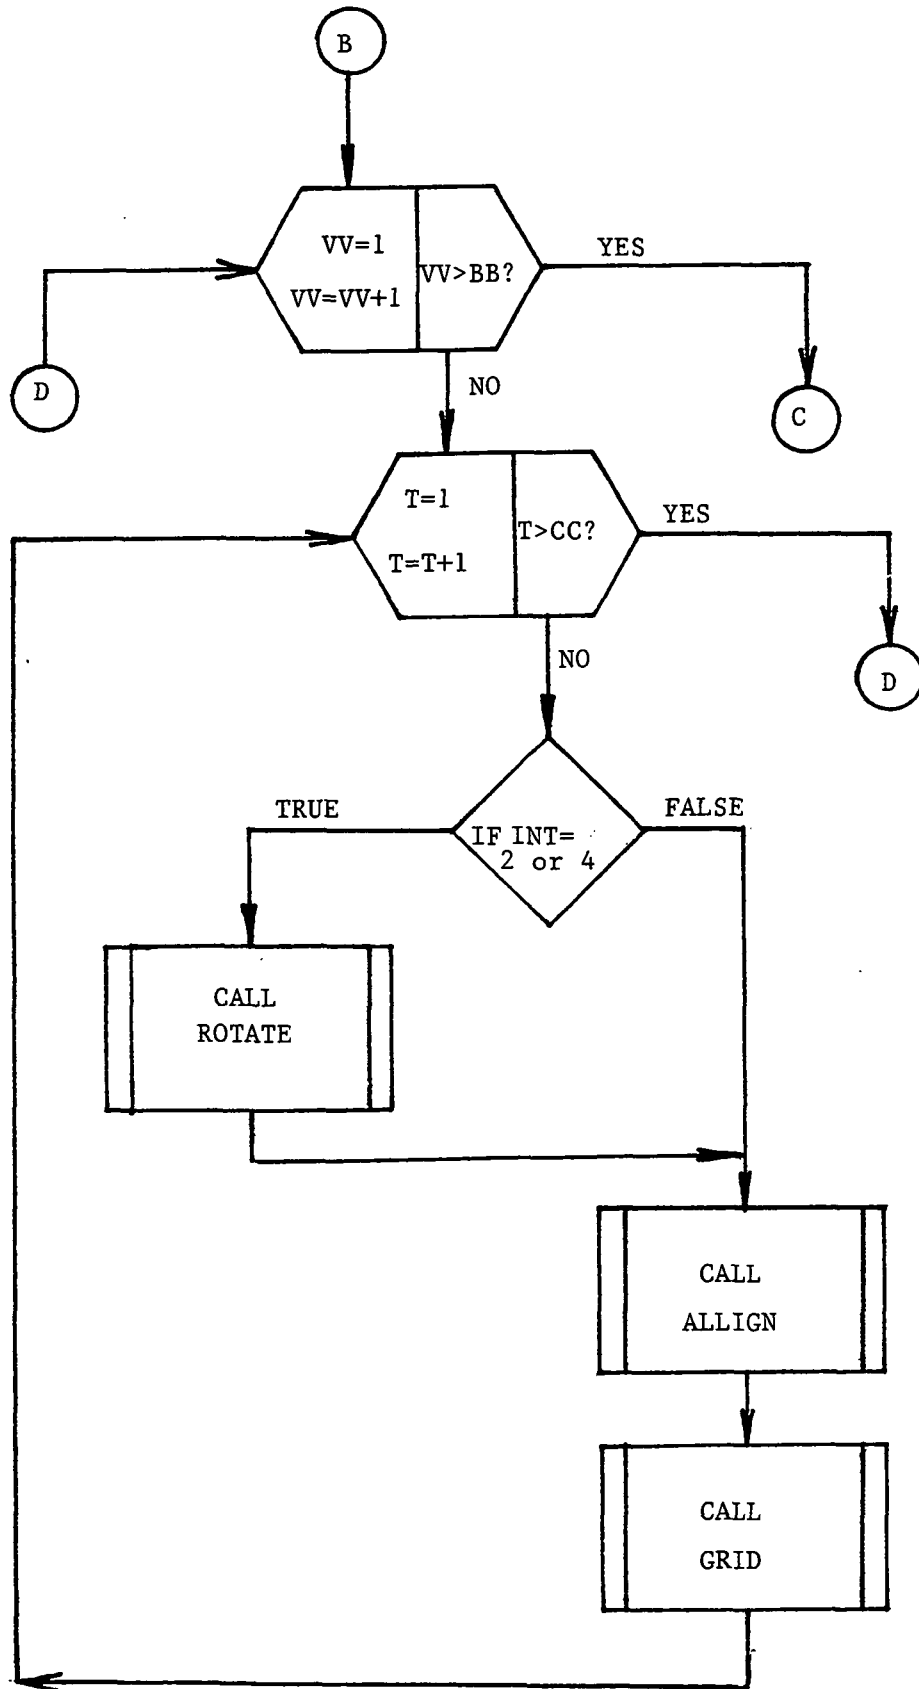 B
VV=1
VV=VV+1
VV>BB?
YES
D
NO
C
T=1
T=T+1
T>CC?
YES
NO
D
TRUE
IF INT=
2 or 4
FALSE
CALL
ROTATE
CALL
ALLIGN
CALL
GRID